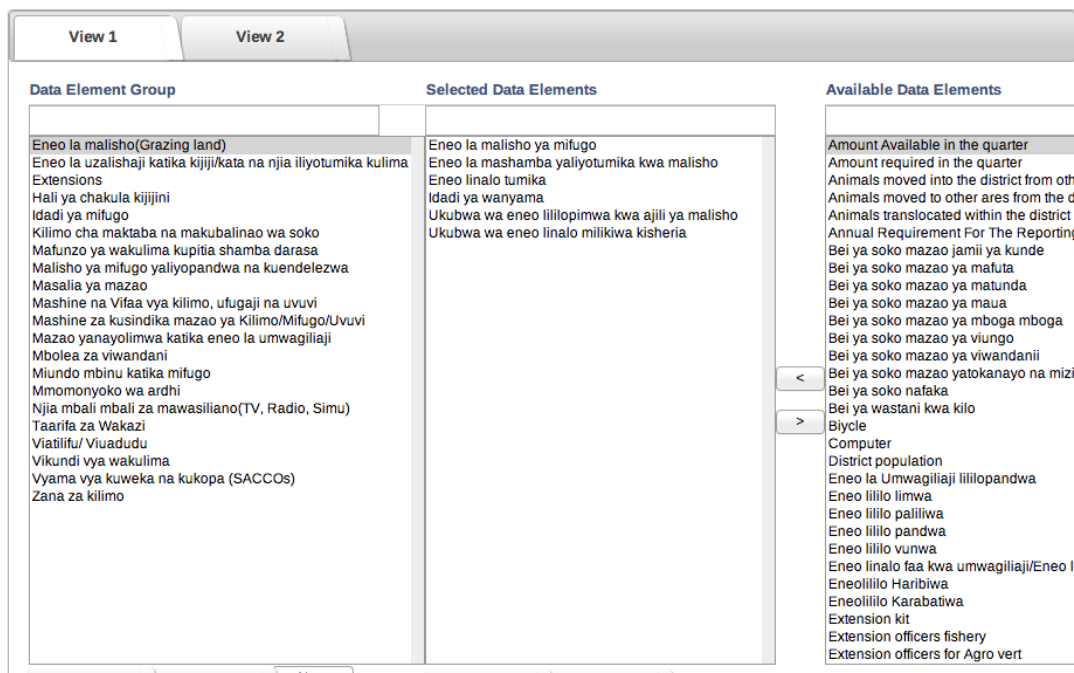 View 1
View 2
Data Element Group
Eneo la malisho(Grazing land)
Eneo la uzalishaji katika kijiji/kata na njia iliyotumika kulima
Extensions
Hali ya chakula kijijini
Idadi ya mifugo
Kilimo cha maktaba na makubalinao wa soko
Mafunzo ya wakulima kupitia shamba darasa
Malisho ya mifugo yaliyopandwa na kuendelezwa
Masalia ya mazao
Mashine na Vifaa vya kilimo, ufugaji na uvuvi
Mashine za kusindika mazao ya Kilimo/Mifugo/Uvuvi
Mazao yanayolimwa katika eneo la umwagiliaji
Mbolea za viwandani
Miundo mbinu katika mifugo
Mmomonyoko wa ardhi
Njia mbali mbali za mawasiliano(TV, Radio, Simu)
Taarifa za Wakazi
Viatilifu/ Viuadudu
Vikundi vya wakulima
Vyama vya kuweka na kukopa (SACCOs)
Zana za kilimo
Selected Data Elements
Eneo la malisho ya mifugo
Eneo la mashamba yaliyotumika kwa malisho
Eneo linalo tumika
Idadi ya wanyama
Ukubwa wa eneo lililopimwa kwa ajili ya malisho
Ukubwa wa eneo linalo milikiwa kisheria
<
>
Available Data Elements
Amount Available in the quarter
Amount required in the quarter
Animals moved into the district from oth
Animals moved to other ares from the d
Animals translocated within the district
Annual Requirement For The Reporting
Bei ya soko mazao jamii ya kunde
Bei ya soko mazao ya mafuta
Bei ya soko mazao ya matunda
Bei ya soko mazao ya maua
Bei ya soko mazao ya mboga mboga
Bei ya soko mazao ya viungo
Bei ya soko mazao ya viwandanii
Bei ya soko mazao yatokanayo na mizi
Bei ya soko nafaka
Bei ya wastani kwa kilo
Biycle
Computer
District population
Eneo la Umwagiliaji lililopandwa
Eneo lililo limwa
Eneo lililo paliliwa
Eneo lililo pandwa
Eneo lililo vunwa
Eneo linalo faa kwa umwagiliaji/Eneo l
Eneolililo Haribiwa
Eneolililo Karabatiwa
Extension kit
Extension officers fishery
Extension officers for Agro vert